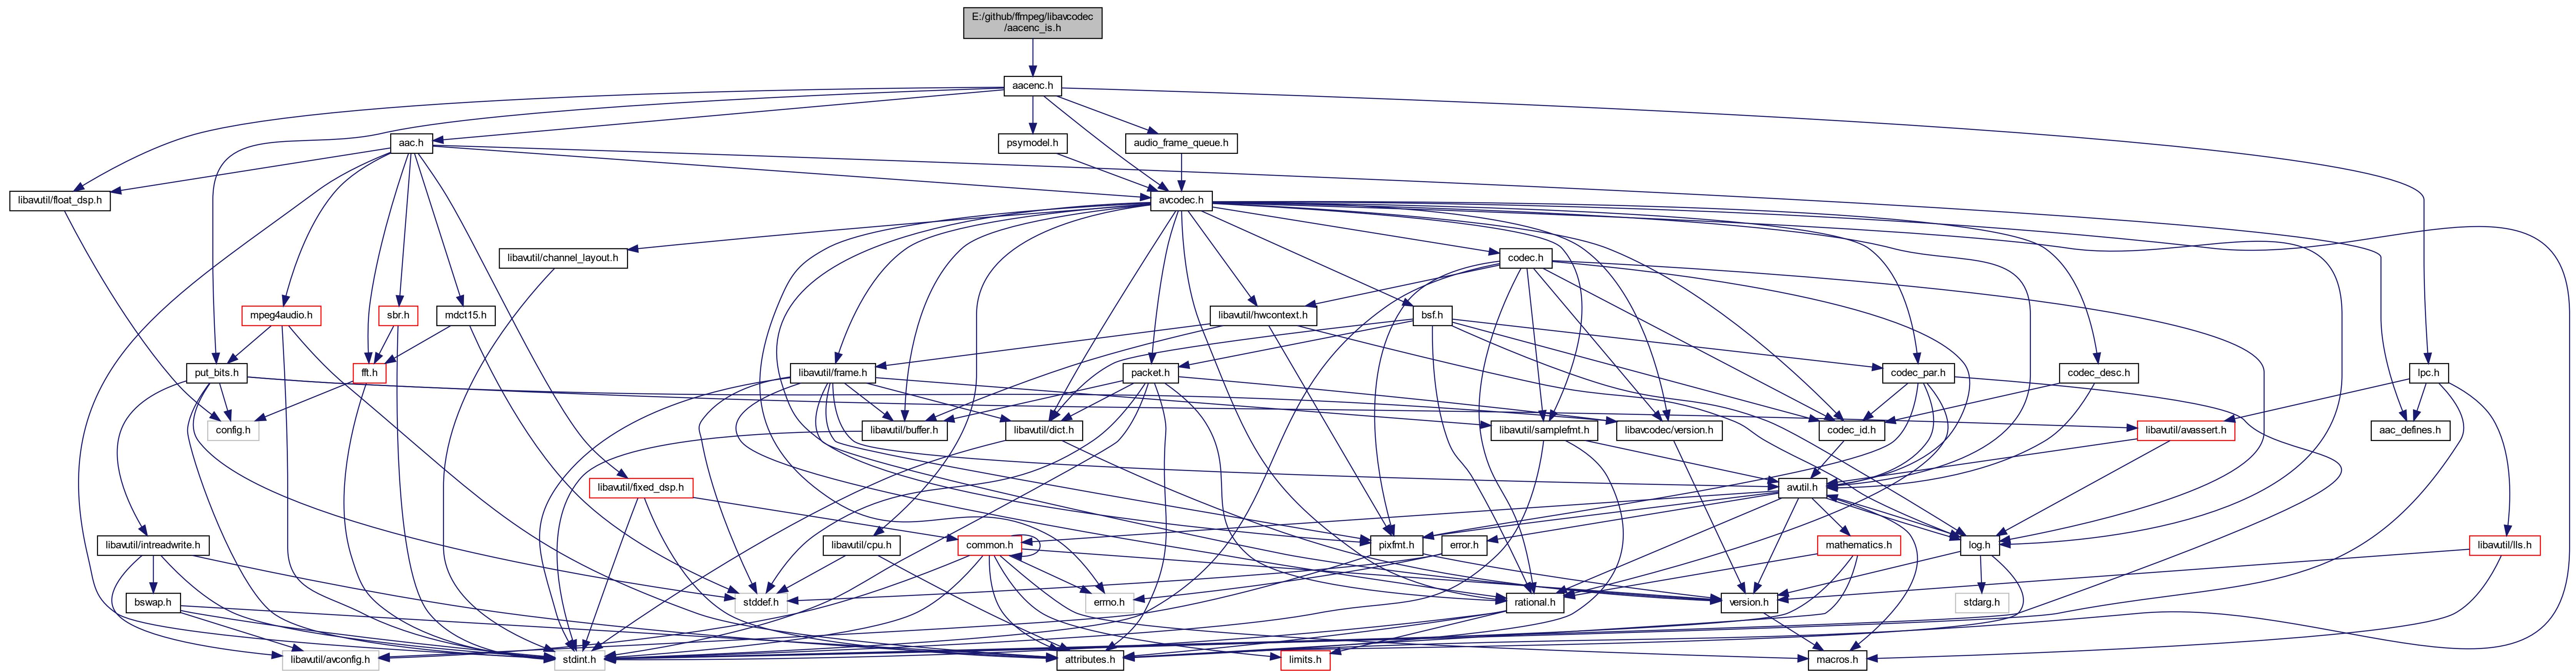 E:/github/ffmpeg/libavcodec
/aacenc_is.h
aacenc.h
aac.h
psymodel.h
audio_frame_queue.h
libavutil/float_dsp.h
avcodec.h
libavutil/channel_layout.h
codec.h
mpeg4audio.h
sbr.h
mdct15.h
libavutil/hwcontext.h
bsf.h
put_bits.h
fft.h
libavutil/frame.h
packet.h
codec_par.h
codec_desc.h
lpc.h
config.h
libavutil/buffer.h
libavutil/dict.h
libavutil/samplefmt.h
libavcodec/version.h
codec_id.h
libavutil/avassert.h
aac_defines.h
libavutil/fixed_dsp.h
avutil.h
libavutil/intreadwrite.h
libavutil/cpu.h
common.h
pixfmt.h
error.h
mathematics.h
log.h
libavutil/lls.h
bswap.h
stddef.h
errno.h
rational.h
version.h
stdarg.h
libavutil/avconfig.h
stdint.h
attributes.h
limits.h
macros.h